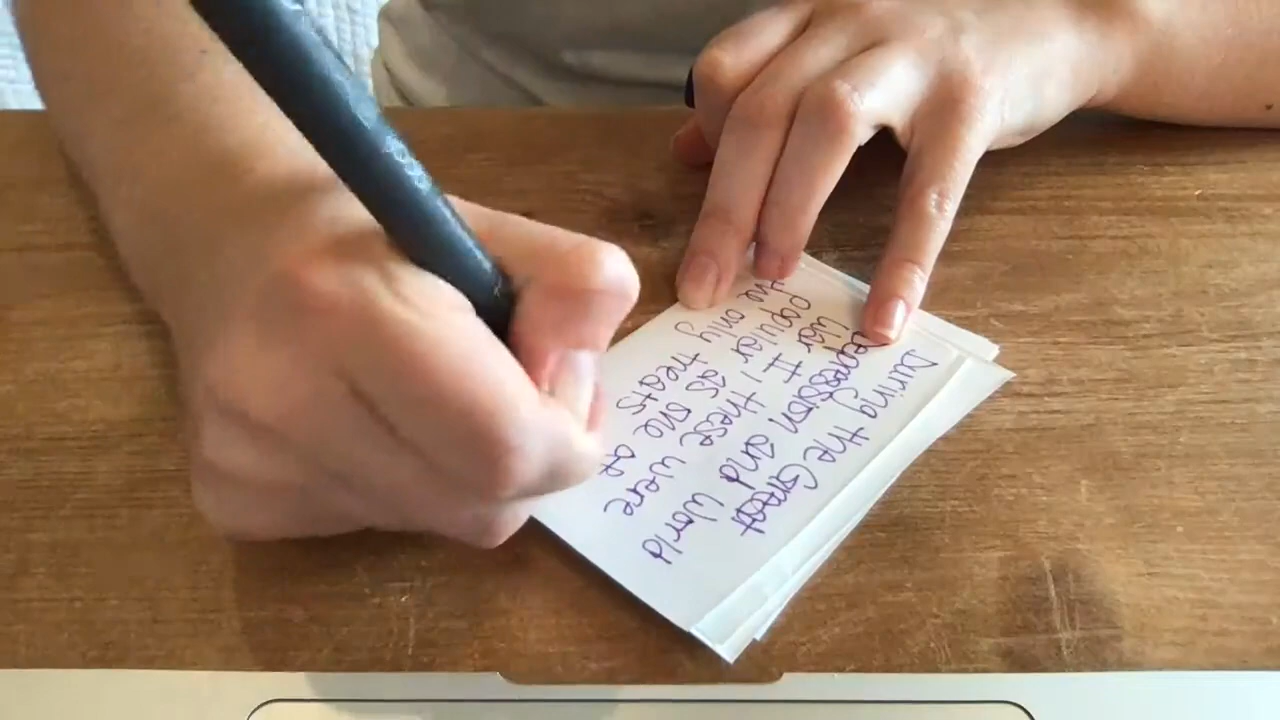 During the Great
Depression and World
War II, these were
popular as one of
the only treats